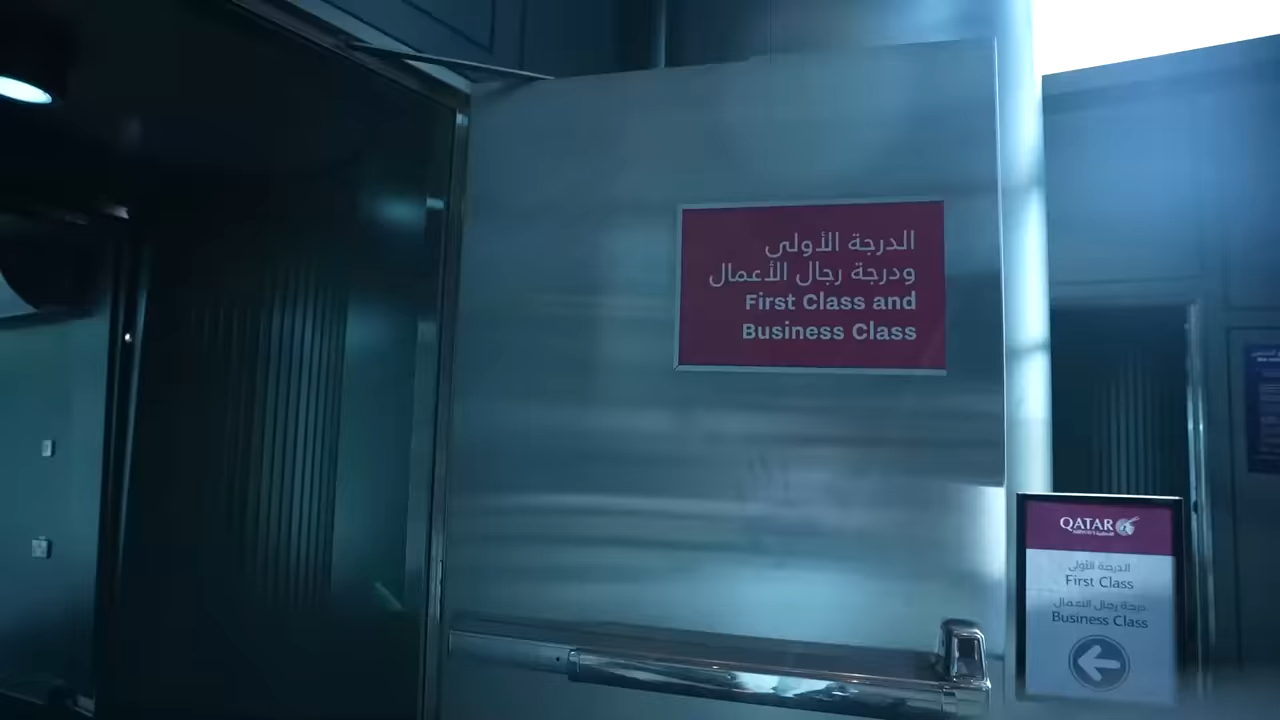 الدرجة الأولى
ودرجة رجال الأعمال
First Class and
Business Class
QATAR
الدرجة الأولى
First Class
درجة رجال الأعمال
Business Class